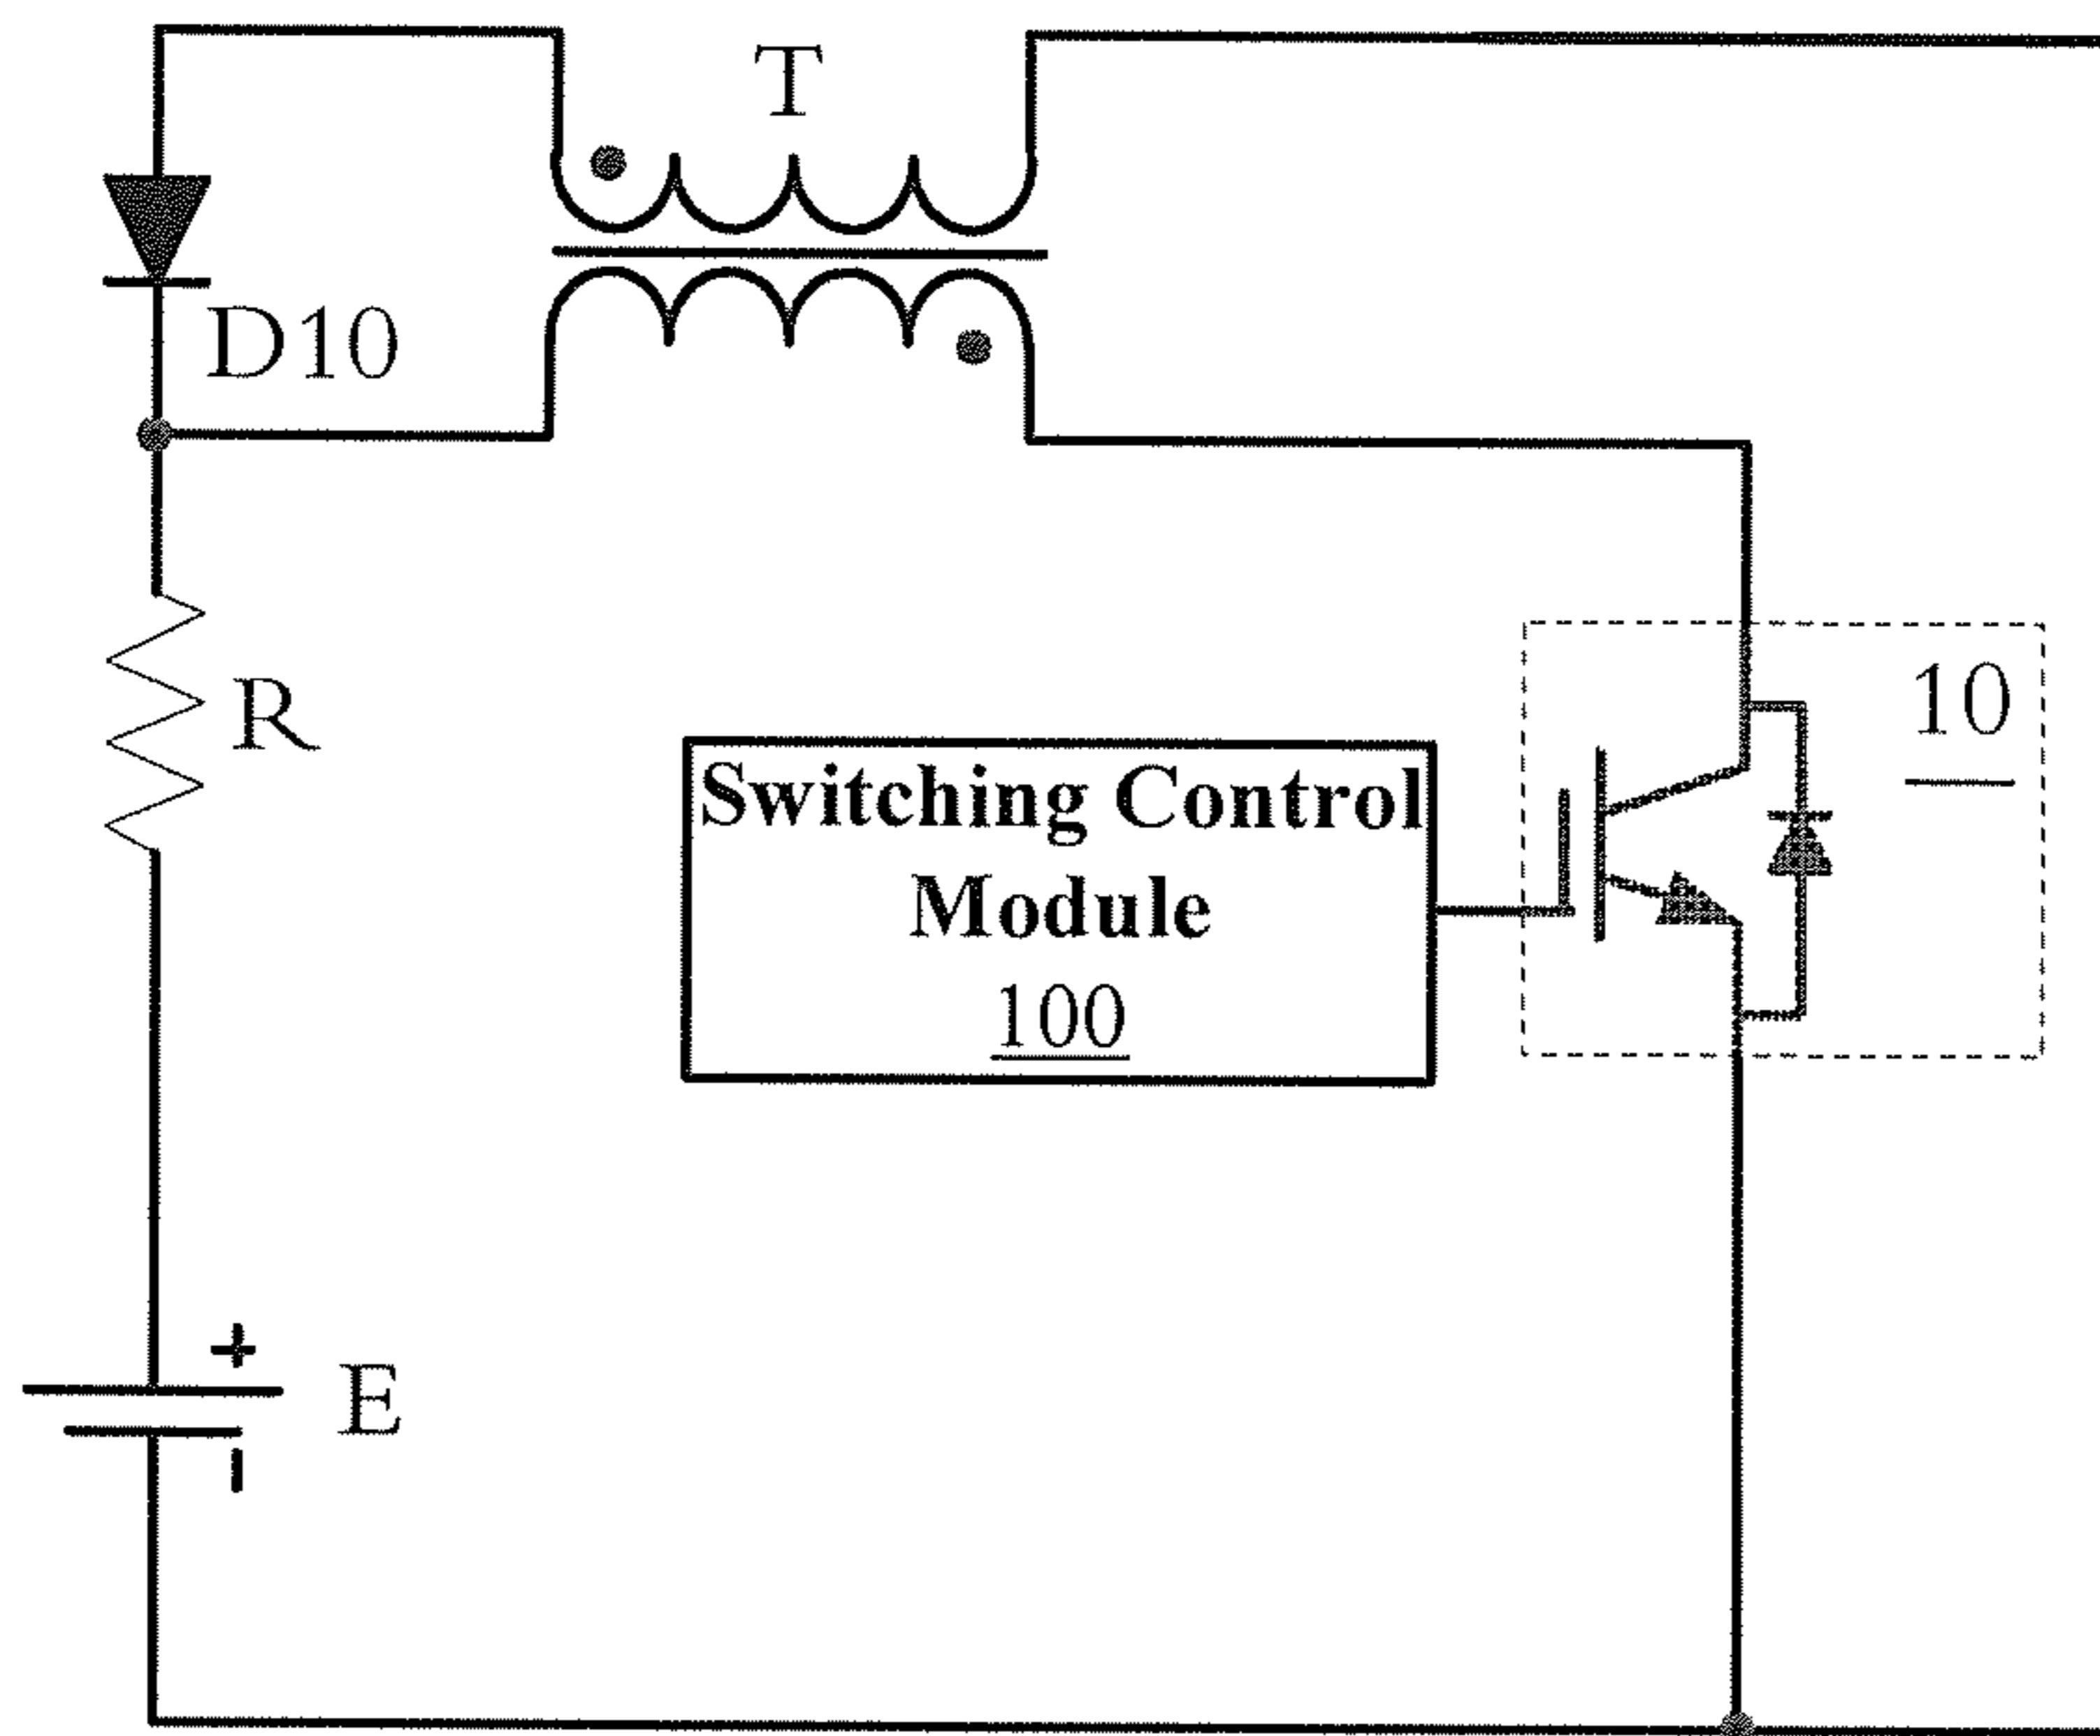 T
D10
R
10
Switching Control
Module
100
+
E
-